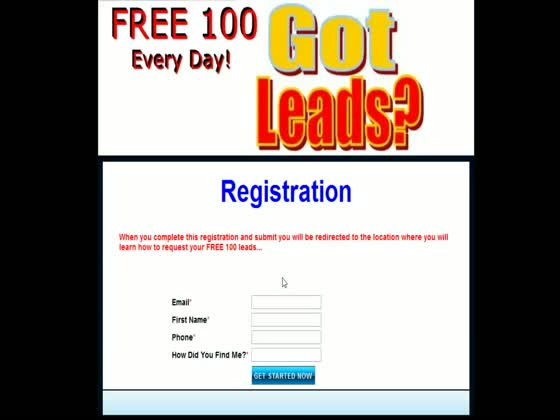 FREE 100
Every Day!
Got
Leads?
Registration
When you complete this registration and submit you will be redirected to the location where you will
learn how to request your FREE 100 leads...
Email*
First Name*
Phone*
How Did You Find Me?*
GET STARTED NOW